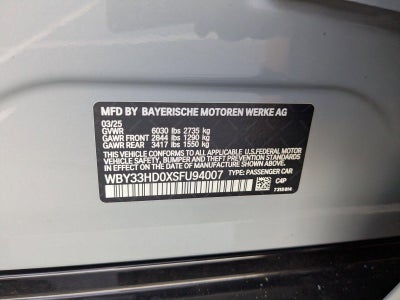 MFD BY BAYERISCHE MOTOREN WERKE AG
03/25
GVWR 6030 lbs 2735 kg
GAWR FRONT 2844 lbs 1290 kg
GAWR REAR 3417 lbs 1550 kg
THIS VEHICLE CONFORMS TO ALL APPLICABLE U.S.FEDERAL MOTOR
VEHICLE SAFETY, BUMPER AND THEFT PREVENTION STANDARDS
IN EFFECT ON THE DATE OF MANUFACTURE SHOWN ABOVE.
WBY33HD0XSFU94007 TYPE: PASSENGER CAR
C4P